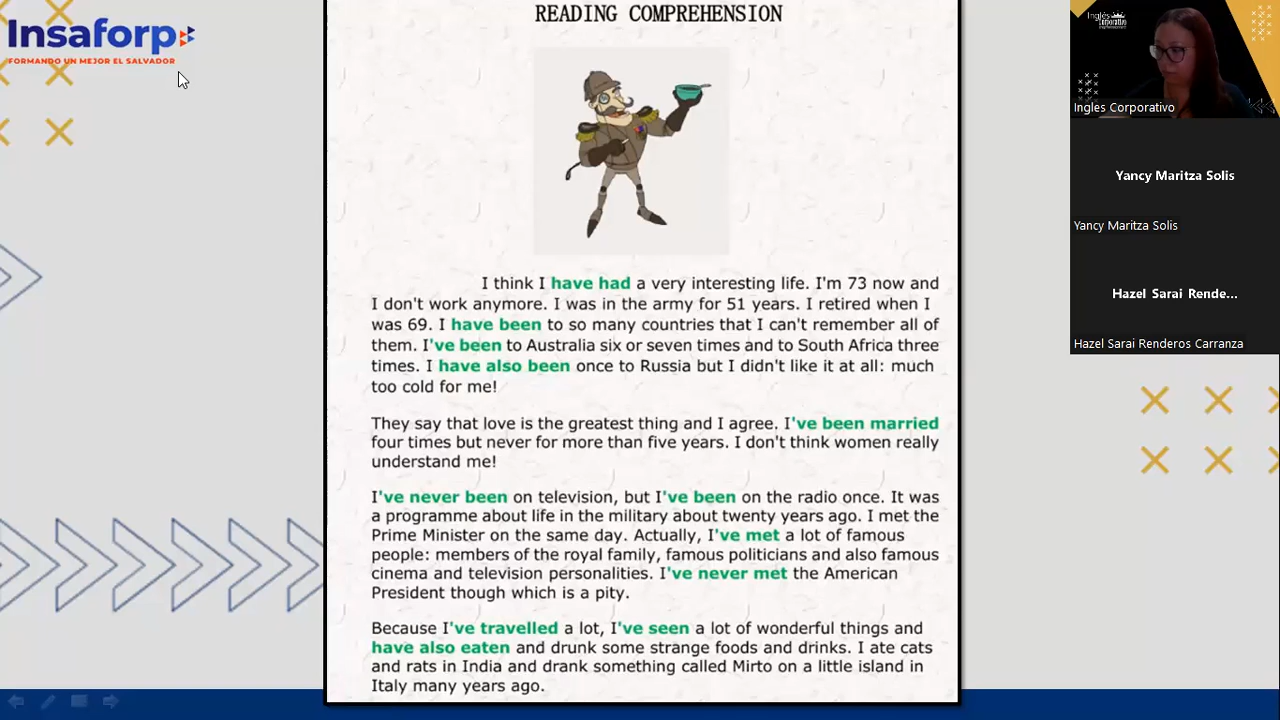 Insaforp
FORMANDO UN MEJOR EL SALVADOR
READING COMPREHENSION
I think I have had a very interesting life. I'm 73 now and
I don't work anymore. I was in the army for 51 years. I retired when I
was 69. I have been to so many countries that I can't remember all of
them. I've been to Australia six or seven times and to South Africa three
times. I have also been once to Russia but I didn't like it at all: much
too cold for me!
They say that love is the greatest thing and I agree. I've been married
four times but never for more than five years. I don't think women really
understand me!
I've never been on television, but I've been on the radio once. It was
a programme about life in the military about twenty years ago. I met the
Prime Minister on the same day. Actually, I've met a lot of famous
people: members of the royal family, famous politicians and also famous
cinema and television personalities. I've never met the American
President though which is a pity.
Because I've travelled a lot, I've seen a lot of wonderful things and
have also eaten and drunk some strange foods and drinks. I ate cats
and rats in India and drank something called Mirto on a little island in
Italy many years ago.
Inglés
Corporativo
Ingles Corporativo
Yancy Maritza Solis
Yancy Maritza Solis
Hazel Sarai Rende...
Hazel Sarai Renderos Carranza